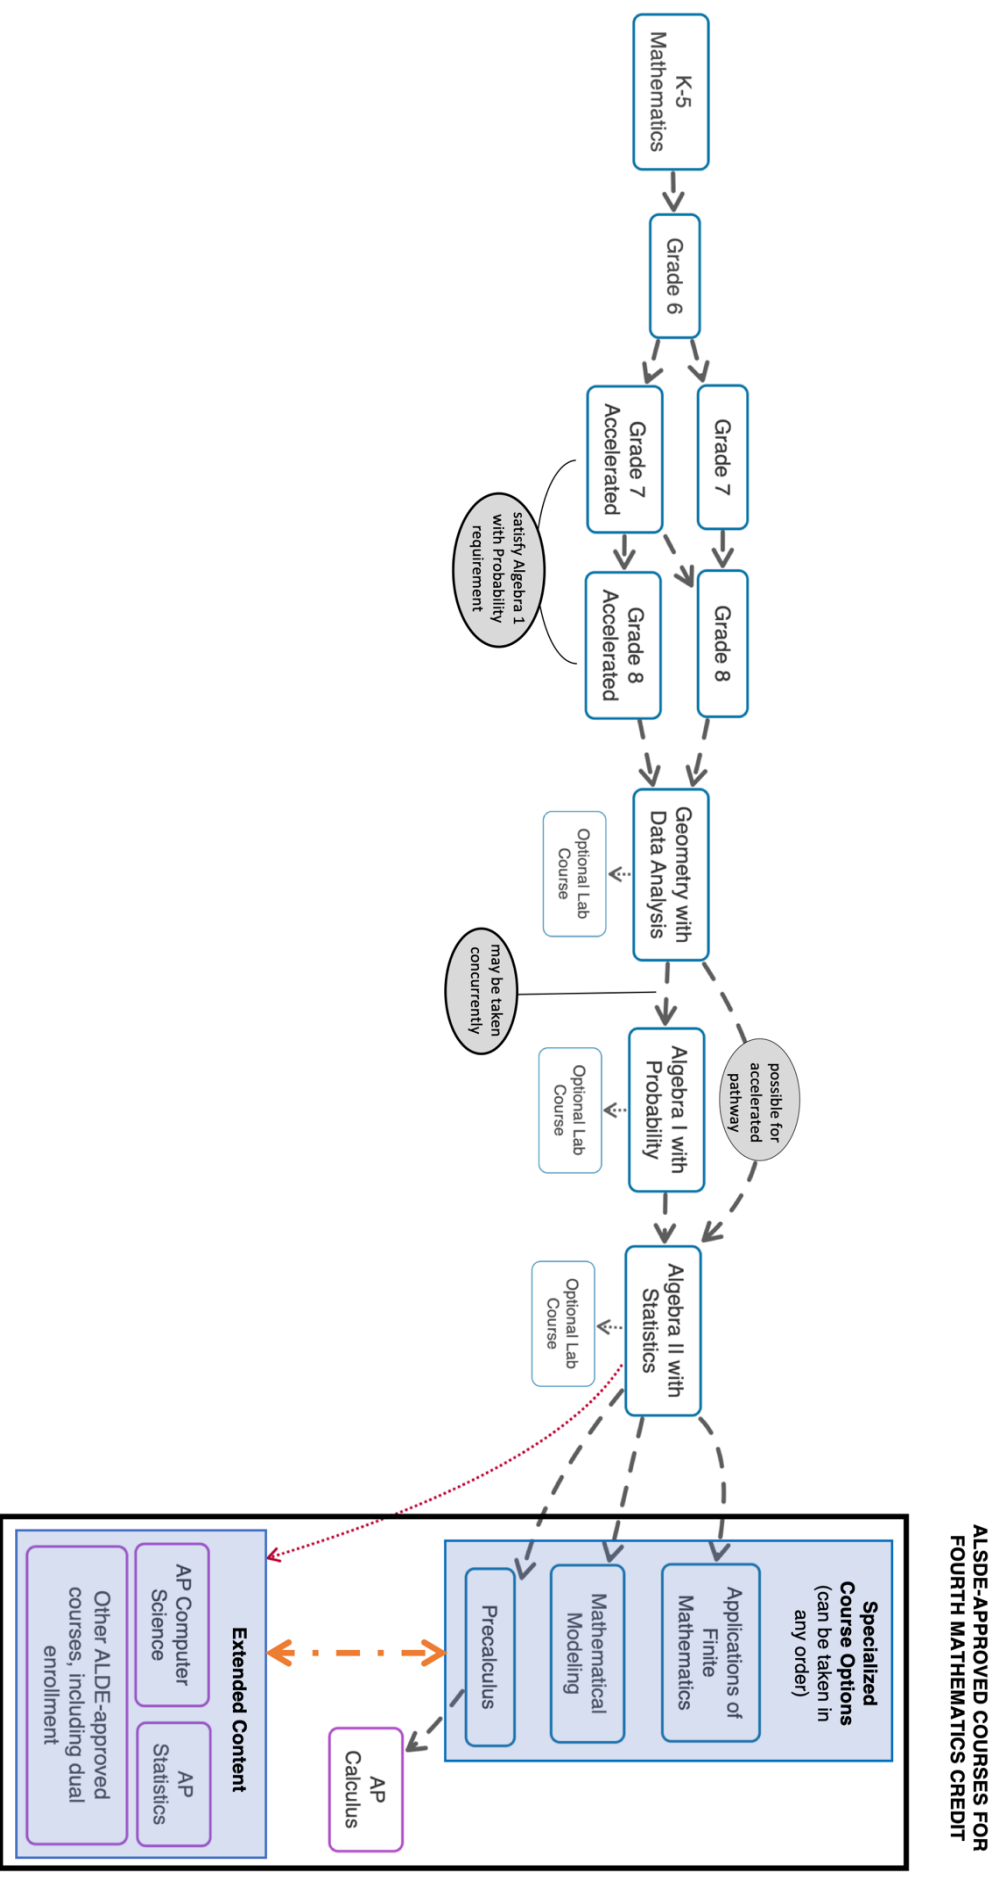 ALSDE-APPROVED COURSES FOR
FOURTH MATHEMATICS CREDIT
K-5
Mathematics
Grade 6
Grade 7
Grade 7
Accelerated
Grade 8
Grade 8
Accelerated
satisfy Algebra 1
with Probability
requirement
Geometry with
Data Analysis
Optional Lab
Course
may be taken
concurrently
possible for
accelerated
pathway
Algebra I with
Probability
Optional Lab
Course
Algebra II with
Statistics
Optional Lab
Course
Specialized
Course Options
(can be taken in
any order)
Applications of
Finite
Mathematics
Mathematical
Modeling
Precalculus
AP
Calculus
Extended Content
AP Computer
Science
AP
Statistics
Other ALDE-approved
courses, including dual
enrollment